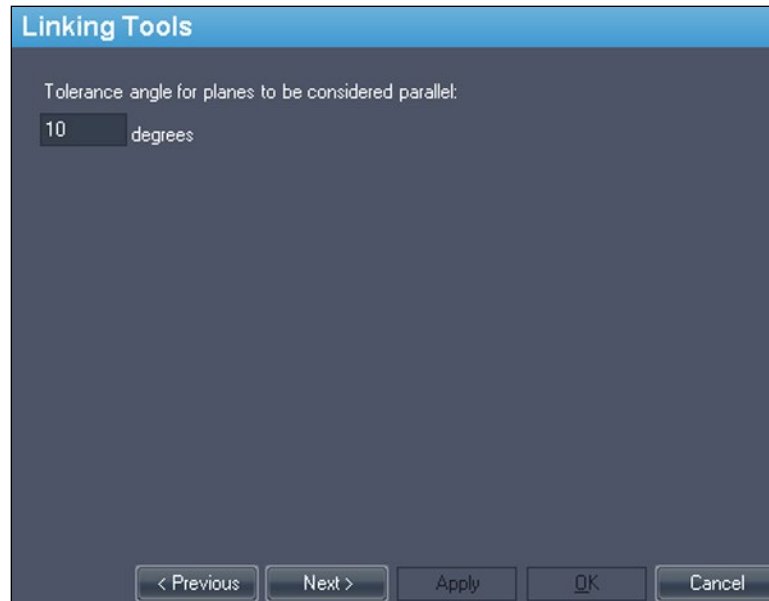 Linking Tools
Tolerance angle for planes to be considered parallel:
10 degrees
< Previous Next > Apply OK Cancel